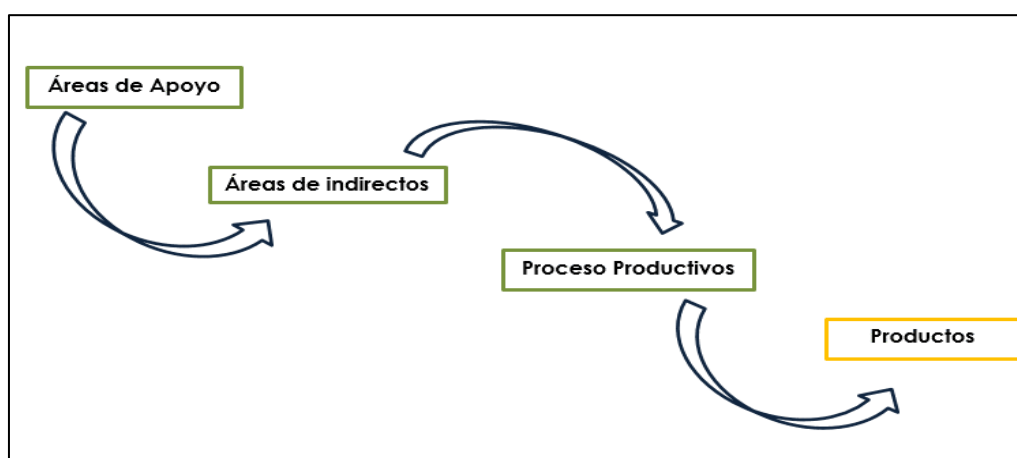 Áreas de Apoyo
Áreas de indirectos
Proceso Productivos
Productos